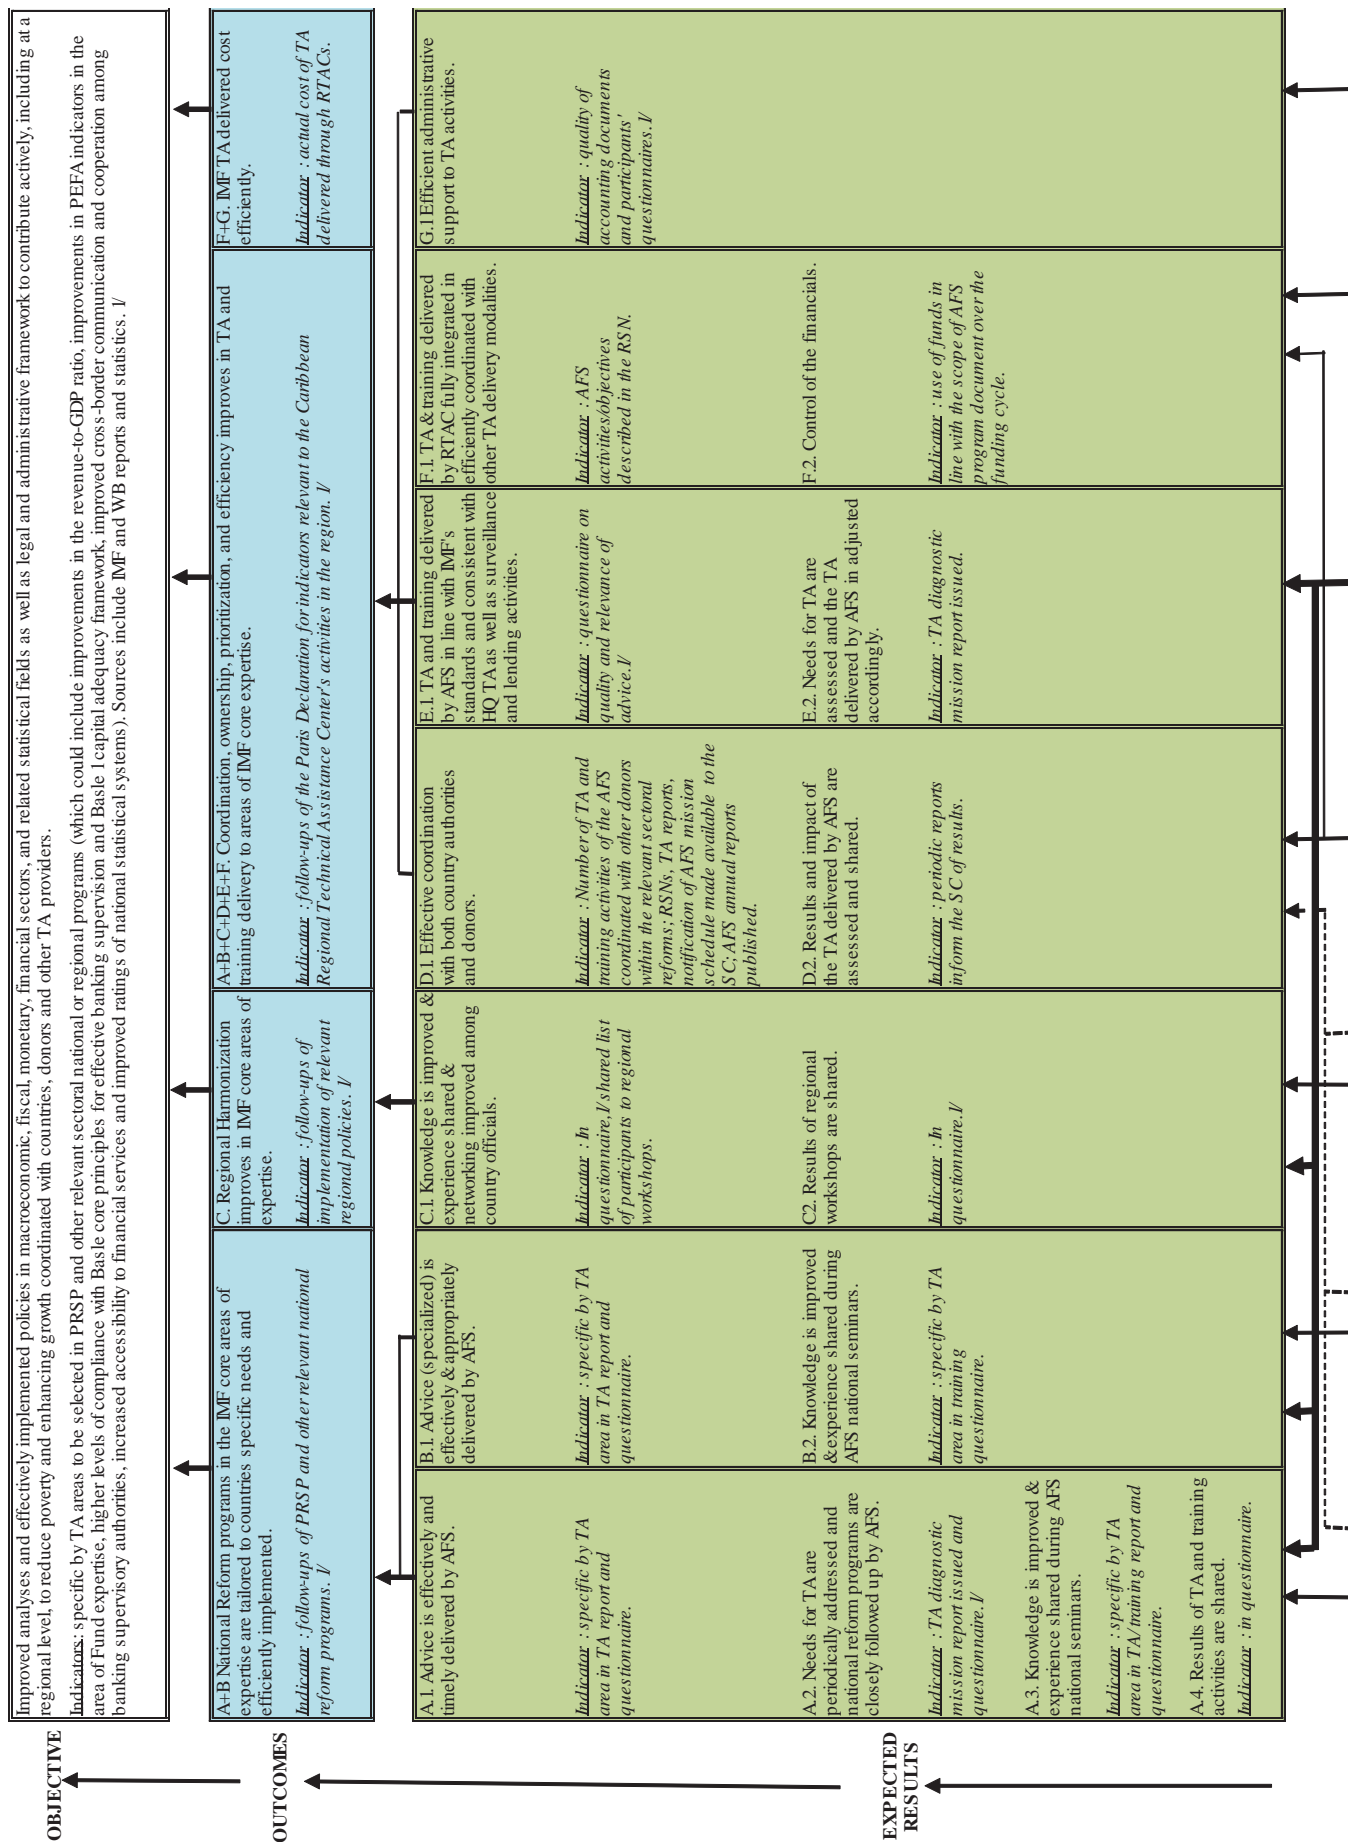 OBJECTIVE
Improved analyses and effectively implemented policies in macroeconomic, fiscal, monetary, financial sectors, and related statistical fields as well as legal and administrative framework to contribute actively, including at a
regional level, to reduce poverty and enhancing growth coordinated with countries, donors and other TA providers.
Indicators: specific by TA areas to be selected in PRSP and other relevant sectoral national or regional programs (which could include improvements in the revenue-to-GDP ratio, improvements in PEFA indicators in the
area of Fund expertise, higher levels of compliance with Basle core principles for effective banking supervision and Basle 1 capital adequacy framework, improved cross-border communication and cooperation among
banking supervisory authorities, increased accessibility to financial services and improved ratings of national statistical systems). Sources include IMF and WB reports and statistics. 1/
OUTCOMES
A+B National Reform programs in the IMF core areas of
expertise are tailored to countries specific needs and
efficiently implemented.
Indicator : follow-ups of PRSP and other relevant national
reform programs. 1/
C. Regional Harmonization
improves in IMF core areas of
expertise.
Indicator : follow-ups of
implementation of relevant
regional policies. 1/
A+B+C+D+E+F. Coordination, ownership, prioritization, and efficiency improves in TA and
training delivery to areas of IMF core expertise.
Indicator : follow-ups of the Paris Declaration for indicators relevant to the Caribbean
Regional Technical Assistance Center's activities in the region. 1/
F+G. IMF TA delivered cost
efficiently.
Indicator : actual cost of TA
delivered through RTACs.
EXPECTED
RESULTS
A.1. Advice is effectively and
timely delivered by AFS.
Indicator : specific by TA
area in TA report and
questionnaire.
A.2. Needs for TA are
periodically addressed and
national reform programs are
closely followed up by AFS.
Indicator : TA diagnostic
mission report issued and
questionnaire.1/
A.3. Knowledge is improved &
experience shared during AFS
national seminars.
Indicator : specific by TA
area in TA/training report and
questionnaire.
A.4. Results of TA and training
activities are shared.
Indicator : in questionnaire.
B.1. Advice (specialized) is
effectively & appropriately
delivered by AFS.
Indicator : specific by TA
area in TA report and
questionnaire.
B.2. Knowledge is improved
&experience shared during
AFS national seminars.
Indicator : specific by TA
area in training
questionnaire.
C.1. Knowledge is improved &
experience shared &
networking improved among
country officials.
Indicator : In
questionnaire,1/ shared list
of participants to regional
workshops.
C2. Results of regional
workshops are shared.
Indicator : In
questionnaire.1/
D.1. Effective coordination
with both country authorities
and donors.
Indicator : Number of TA and
training activities of the AFS
coordinated with other donors
within the relevant sectoral
reforms; RSNs, TA reports,
notification of AFS mission
schedule made available to the
SC; AFS annual reports
published.
D.2. Results and impact of
the TA delivered by AFS are
assessed and shared.
Indicator : periodic reports
inform the SC of results.
E.1. TA and training delivered
by AFS in line with IMF's
standards and consistent with
HQ TA as well as surveillance
and lending activities.
Indicator : questionnaire on
quality and relevance of
advice.1/
E.2. Needs for TA are
assessed and the TA
delivered by AFS in adjusted
accordingly.
Indicator : TA diagnostic
mission report issued.
F.1. TA & training delivered
by RTAC fully integrated in
efficiently coordinated with
other TA delivery modalities.
Indicator : AFS
activities/objectives
described in the RSN.
F.2. Control of the financials.
Indicator : use of funds in
line with the scope of AFS
program document over the
funding cycle.
G.1 Efficient administrative
support to TA activities.
Indicator : quality of
accounting documents
and participants'
questionnaires.1/